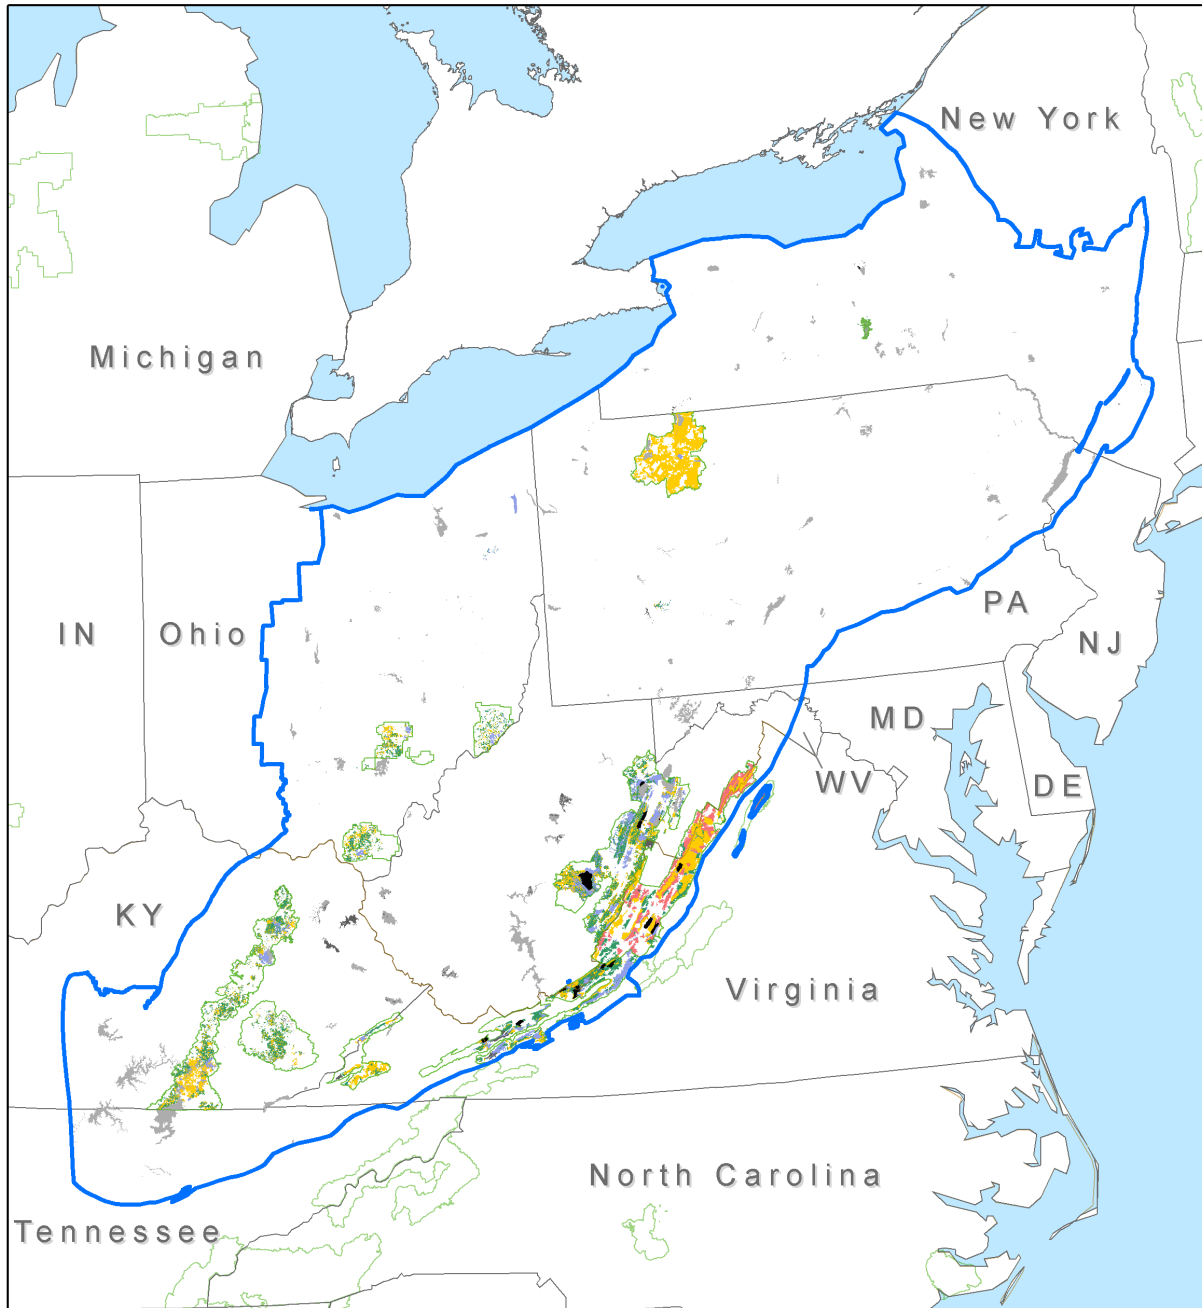 New York
Michigan
PA
IN
Ohio
NJ
MD
WV
DE
KY
Virginia
North Carolina
Tennessee